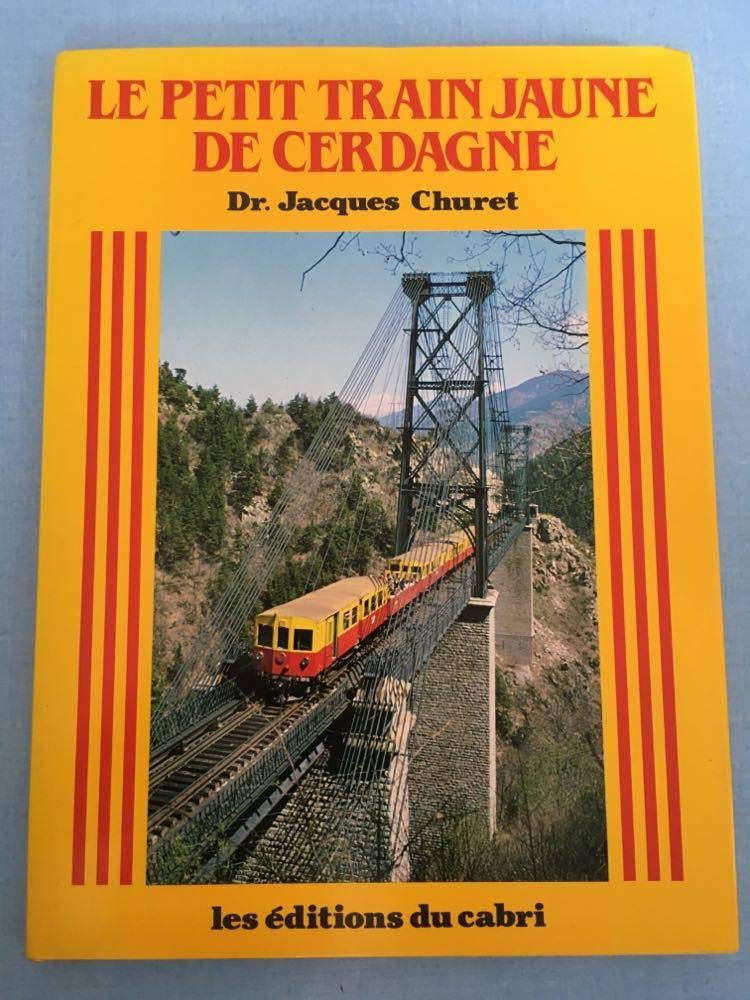 LE PETIT TRAIN JAUNE
DE CERDAGNE
Dr. Jacques Churet
les éditions du cabri